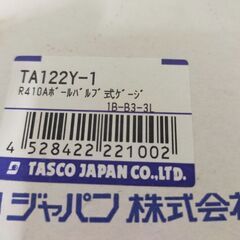 TA122Y-1
R410Aボールバルブ式ゲージ
1B-B3-3L
4 528422 221002
TASCO JAPAN CO.,LTD.
ジャパン 株式会